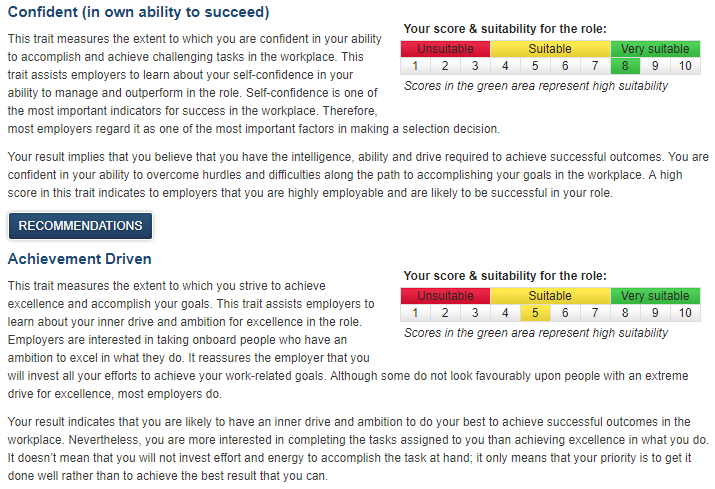 Confident (in own ability to succeed)
Your score & suitability for the role:
This trait measures the extent to which you are confident in your ability
to accomplish and achieve challenging tasks in the workplace. This
trait assists employers to learn about your self-confidence in your
ability to manage and outperform in the role. Self-confidence is one of
the most important indicators for success in the workplace. Therefore,
most employers regard it as one of the most important factors in making a selection decision.
Unsuitable Suitable Very suitable
1 2 3 4 5 6 7 8 9 10
Scores in the green area represent high suitability
Your result implies that you believe that you have the intelligence, ability and drive required to achieve successful outcomes. You are
confident in your ability to overcome hurdles and difficulties along the path to accomplishing your goals in the workplace. A high
score in this trait indicates to employers that you are highly employable and are likely to be successful in your role.
RECOMMENDATIONS
Achievement Driven
Your score & suitability for the role:
This trait measures the extent to which you strive to achieve
excellence and accomplish your goals. This trait assists employers to
learn about your inner drive and ambition for excellence in the role.
Employers are interested in taking onboard people who have an
ambition to excel in what they do. It reassures the employer that you
will invest all your efforts to achieve your work-related goals. Although some do not look favourably upon people with an extreme
drive for excellence, most employers do.
Unsuitable Suitable Very suitable
1 2 3 4 5 6 7 8 9 10
Scores in the green area represent high suitability
Your result indicates that you are likely to have an inner drive and ambition to do your best to achieve successful outcomes in the
workplace. Nevertheless, you are more interested in completing the tasks assigned to you than achieving excellence in what you do.
It doesn't mean that you will not invest effort and energy to accomplish the task at hand; it only means that your priority is to get it
done well rather than to achieve the best result that you can.